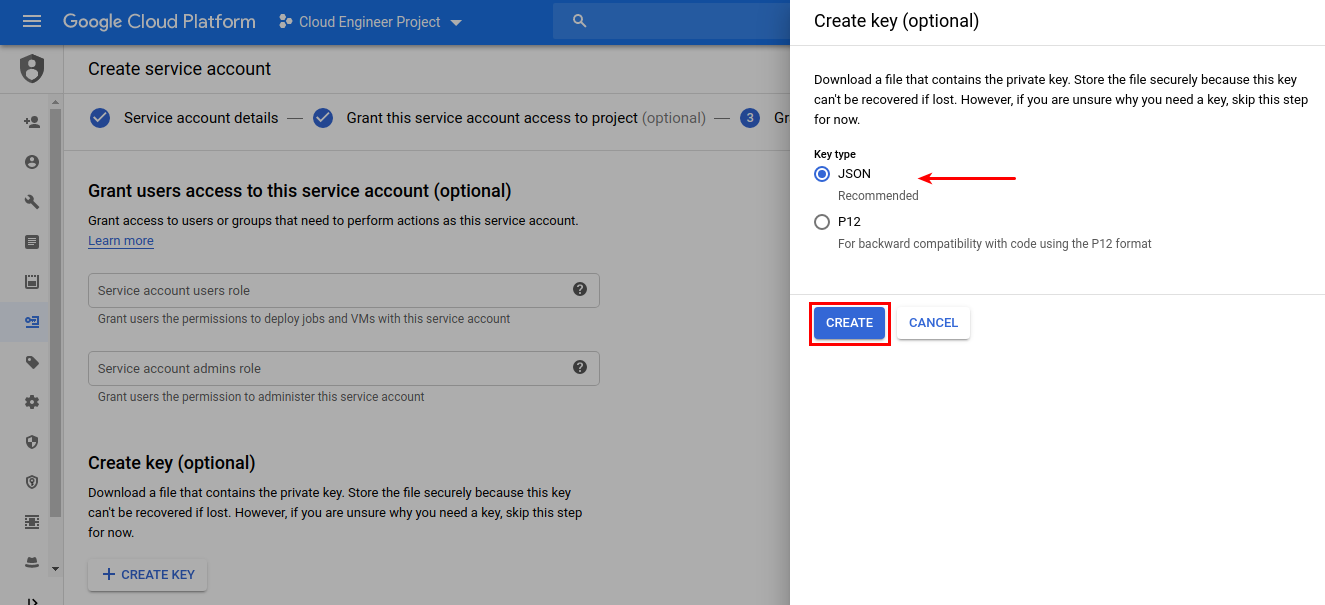 Google Cloud Platform
Cloud Engineer Project
Create service account
Service account details
Grant this service account access to project (optional)
3
Gr
Grant users access to this service account (optional)
Grant access to users or groups that need to perform actions as this service account.
Learn more
Service account users role
Grant users the permissions to deploy jobs and VMs with this service account
Service account admins role
Grant users the permission to administer this service account
Create key (optional)
Download a file that contains the private key. Store the file securely because this key
can't be recovered if lost. However, if you are unsure why you need a key, skip this step
for now.
CREATE KEY
Create key (optional)
Download a file that contains the private key. Store the file securely because this key
can't be recovered if lost. However, if you are unsure why you need a key, skip this step
for now.
Key type
JSON
Recommended
P12
For backward compatibility with code using the P12 format
CREATE
CANCEL